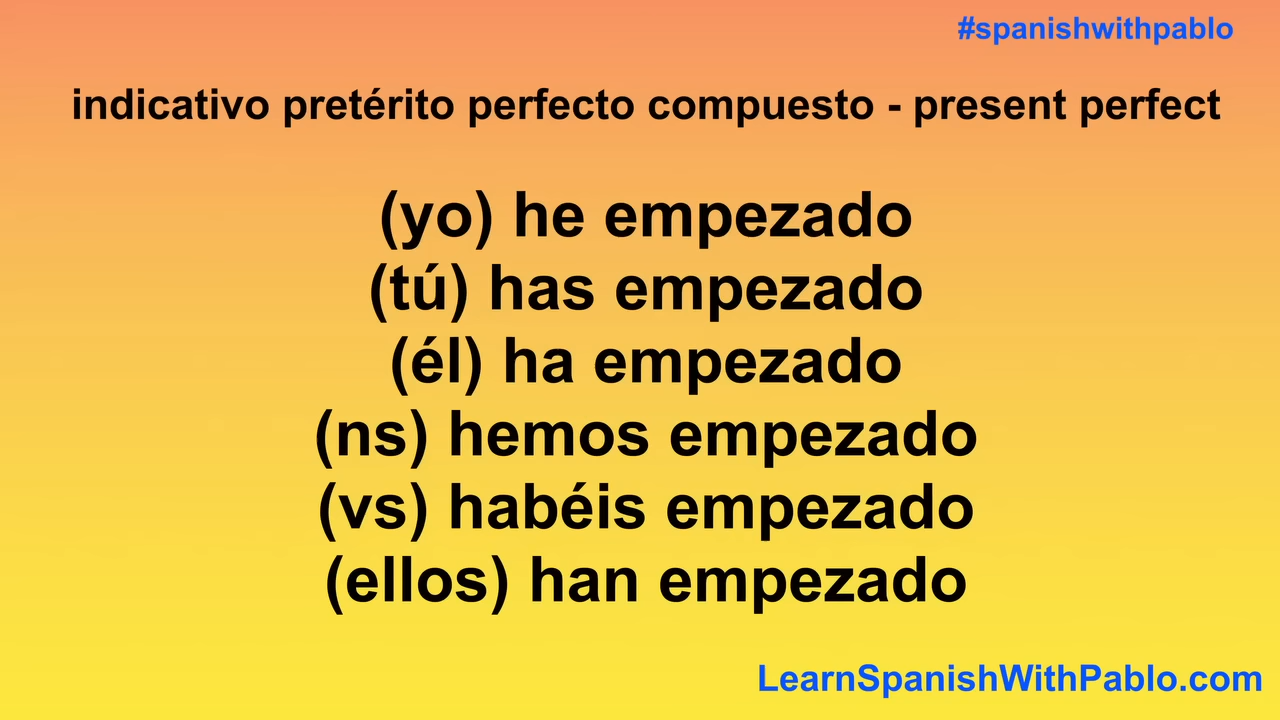 #spanishwithpablo
indicativo pretérito perfecto compuesto - present perfect
(yo) he empezado
(tú) has empezado
(él) ha empezado
(ns) hemos empezado
(vs) habéis empezado
(ellos) han empezado
LearnSpanishWithPablo.com